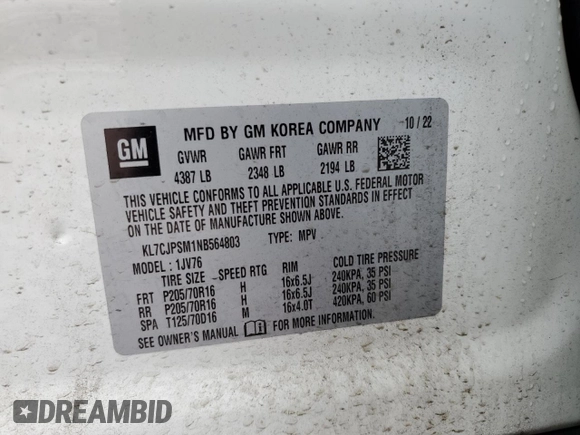 GM
MFD BY GM KOREA COMPANY 10 / 22
GVWR GAWR FRT GAWR RR
4387 LB 2348 LB 2194 LB
THIS VEHICLE CONFORMS TO ALL APPLICABLE U.S. FEDERAL MOTOR
VEHICLE SAFETY AND THEFT PREVENTION STANDARDS IN EFFECT
ON THE DATE OF MANUFACTURE SHOWN ABOVE.
KL7CJPSM1NB564803 TYPE: MPV
MODEL : 1JV76
TIRE SIZE SPEED RTG RIM COLD TIRE PRESSURE
FRT P205/70R16 H 16x6.5J 240KPA, 35 PSI
RR P205/70R16 H 16x6.5J 240KPA, 35 PSI
SPA T125/70D16 M 16x4.0T 420KPA, 60 PSI
SEE OWNER'S MANUAL FOR MORE INFORMATION.
DREAMBID